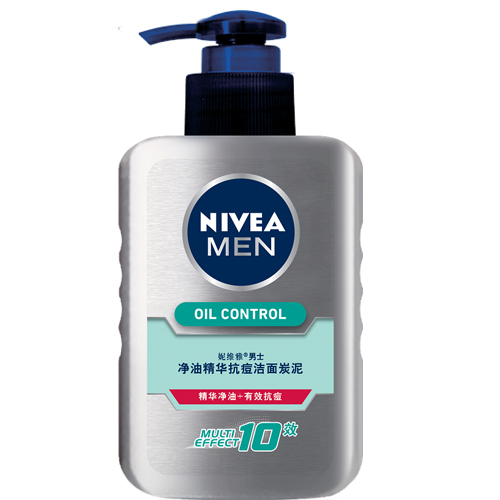 NIVEA
MEN
OIL CONTROL
妮维雅®男士
净油精华抗痘洁面炭泥
精华净油+有效抗痘
MULTI
EFFECT 10效